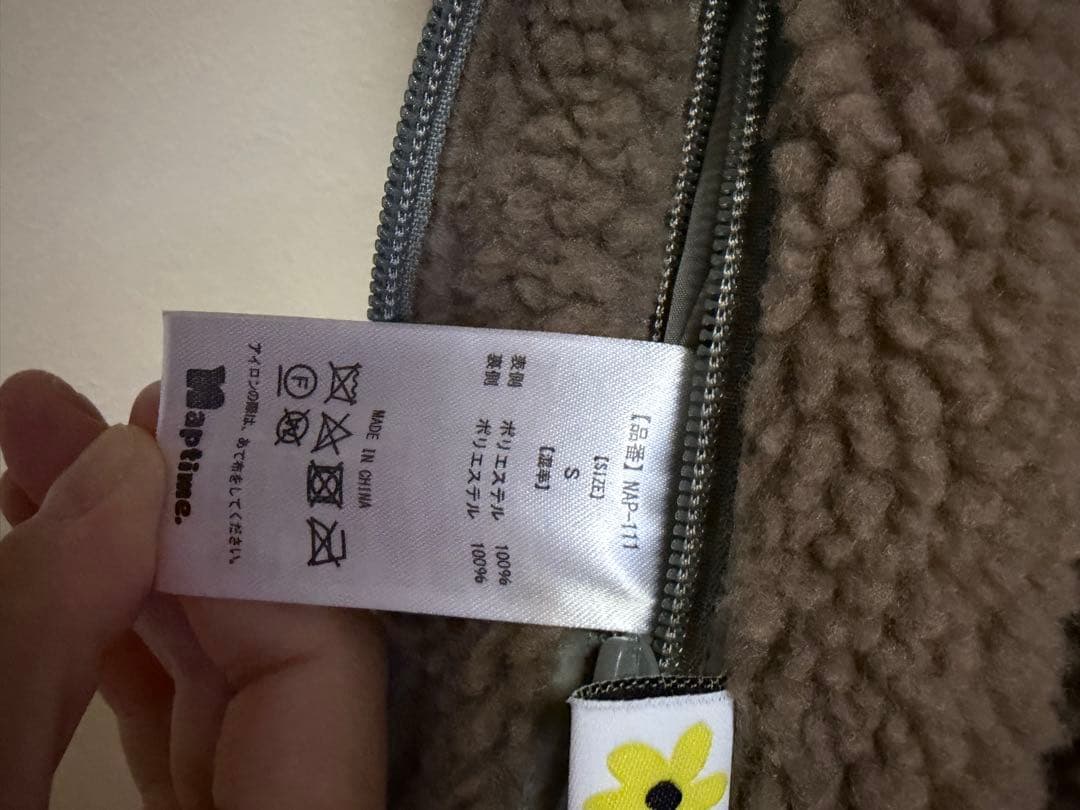 【品番】NAP-111
【SIZE】
S
【混毛】
表側 ポリエステル 100%
裏側 ポリエステル 100%
MADE IN CHINA
F
アイロンの際は、あて布をしてください。
Naptime.